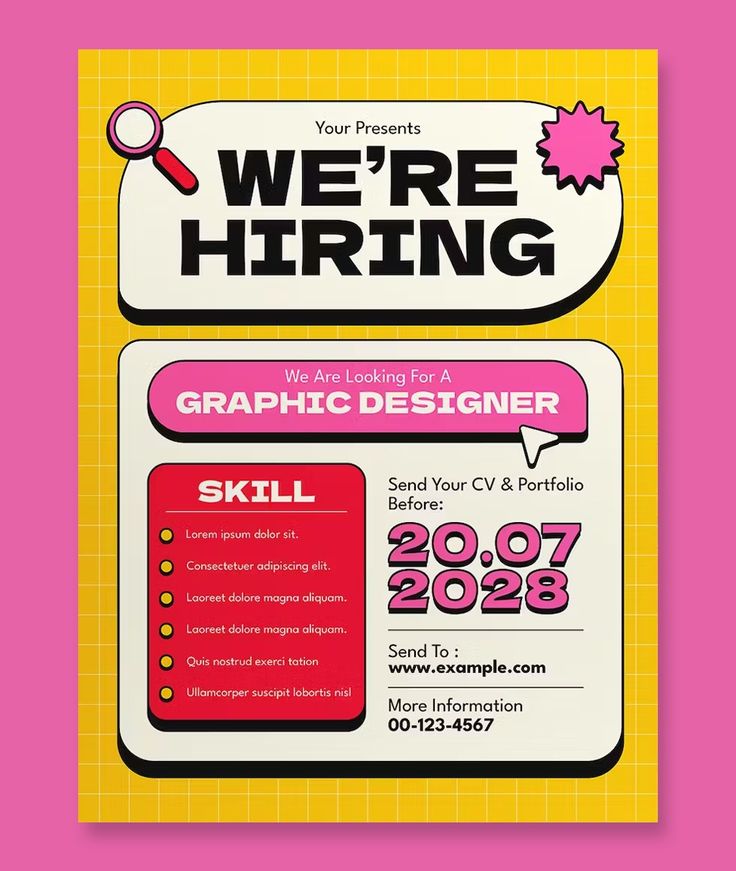 Your Presents
WE'RE
HIRING
We Are Looking For A
GRAPHIC DESIGNER
SKILL
Lorem ipsum dolor sit.
Consectetuer adipiscing elit.
Laoreet dolore magna aliquam.
Laoreet dolore magna aliquam.
Quis nostrud exerci tation
Ullamcorper suscipit lobortis nisl
Send Your CV & Portfolio
Before:
20.07
2028
Send To :
www.example.com
More Information
00-123-4567